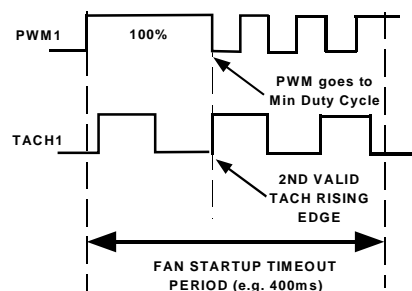 PWM1
100%
PWM goes to
Min Duty Cycle
TACH1
2ND VALID
TACH RISING
EDGE
FAN STARTUP TIMEOUT
PERIOD (e.g. 400ms)